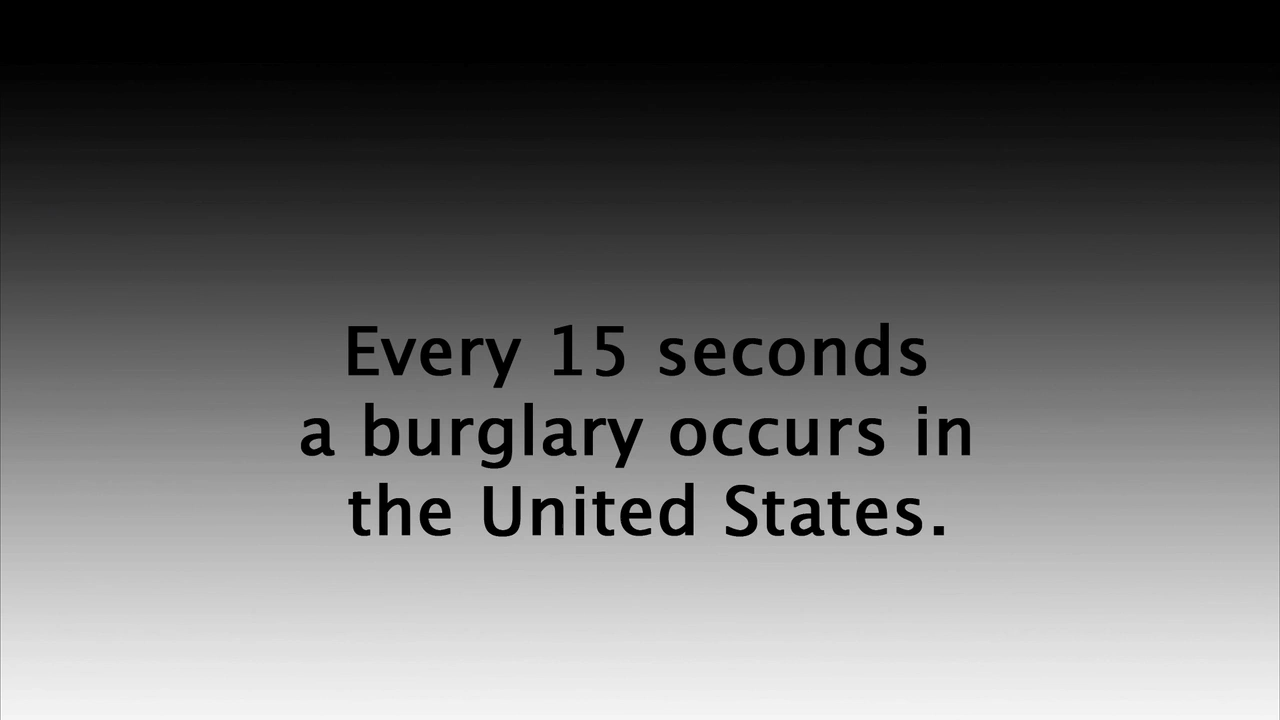 Every 15 seconds
a burglary occurs in
the United States.